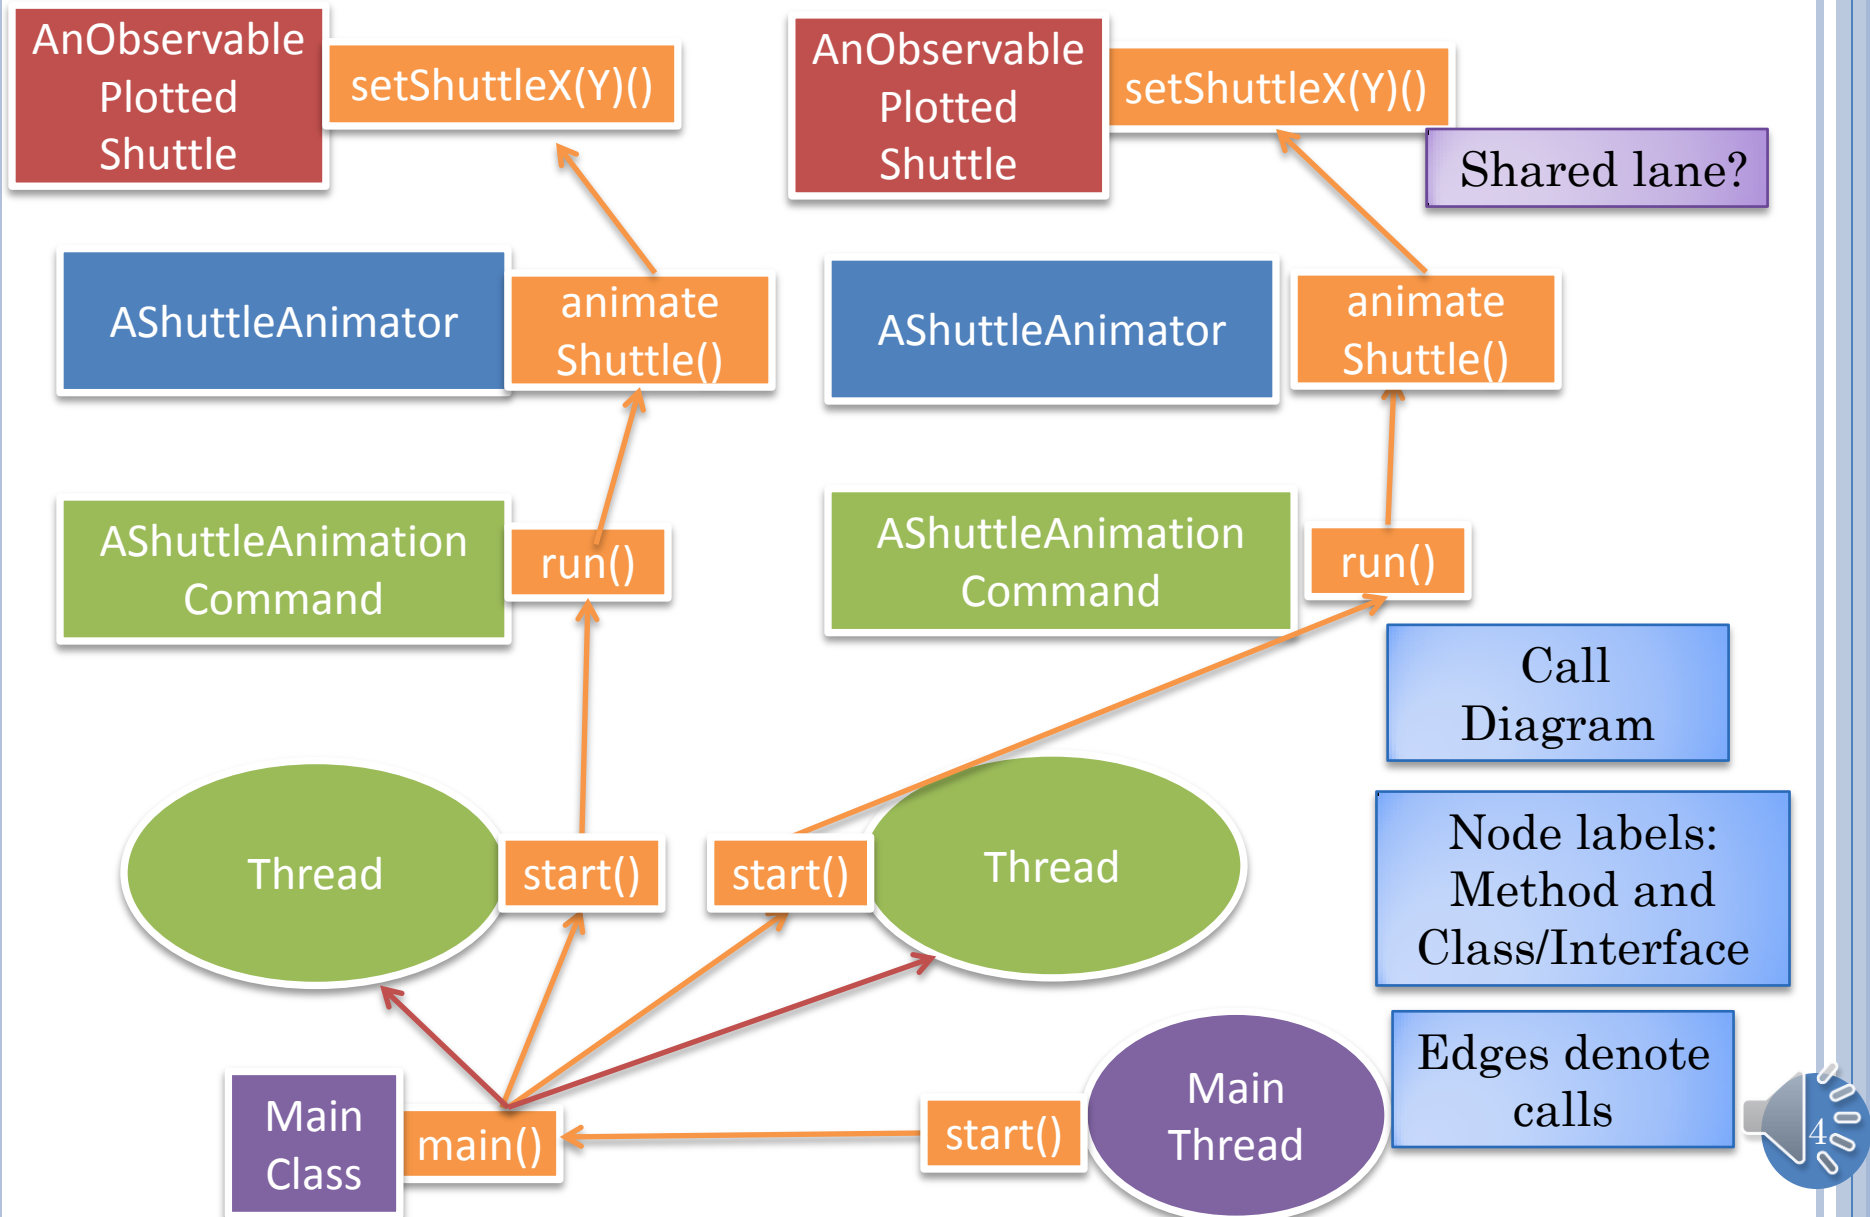 AnObservable
Plotted
Shuttle
setShuttleX(Y)()
AnObservable
Plotted
Shuttle
setShuttleX(Y)()
Shared lane?
AShuttleAnimator
animate
Shuttle()
AShuttleAnimator
animate
Shuttle()
AShuttleAnimation
Command
run()
AShuttleAnimation
Command
run()
Call
Diagram
Thread
start()
start()
Thread
Node labels:
Method and
Class/Interface
Main
Class
main()
start()
Main
Thread
Edges denote
calls
4